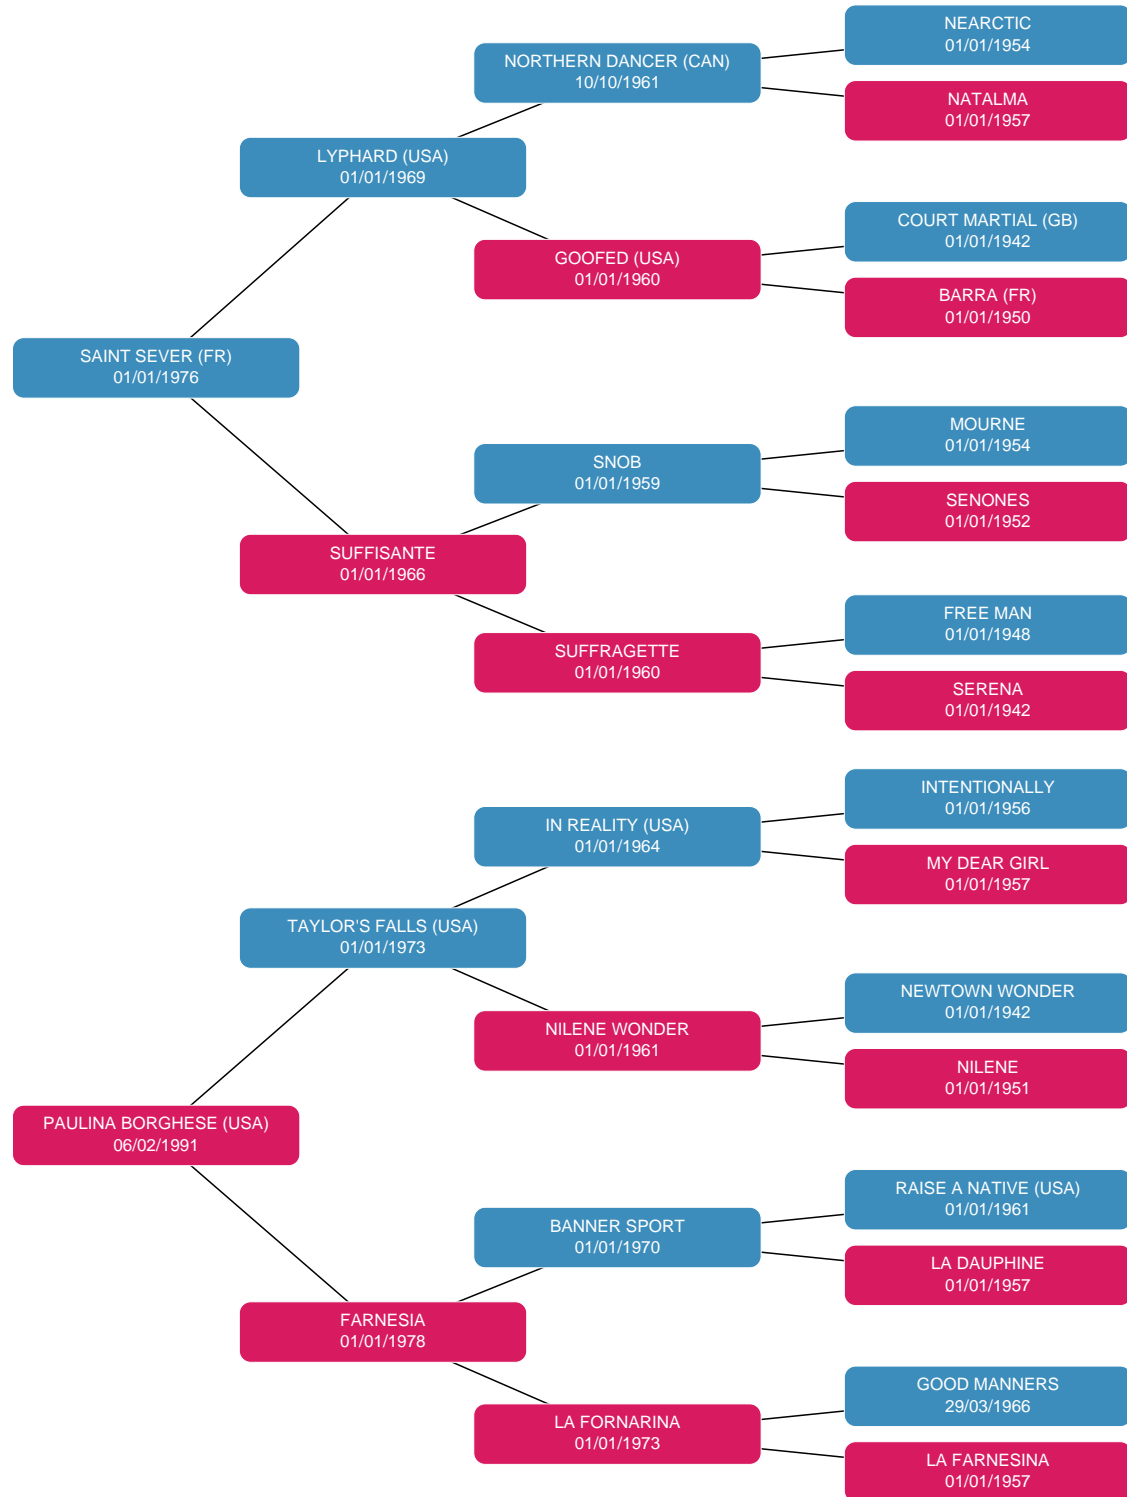 NEARCTIC
01/01/1954
NORTHERN DANCER (CAN)
10/10/1961
NATALMA
01/01/1957
LYPHARD (USA)
01/01/1969
COURT MARTIAL (GB)
01/01/1942
GOOFED (USA)
01/01/1960
BARRA (FR)
01/01/1950
SAINT SEVER (FR)
01/01/1976
MOURNE
01/01/1954
SNOB
01/01/1959
SENONES
01/01/1952
SUFFISANTE
01/01/1966
FREE MAN
01/01/1948
SUFFRAGETTE
01/01/1960
SERENA
01/01/1942
INTENTIONALLY
01/01/1956
IN REALITY (USA)
01/01/1964
MY DEAR GIRL
01/01/1957
TAYLOR'S FALLS (USA)
01/01/1973
NEWTOWN WONDER
01/01/1942
NILENE WONDER
01/01/1961
NILENE
01/01/1951
PAULINA BORGHESE (USA)
06/02/1991
RAISE A NATIVE (USA)
01/01/1961
BANNER SPORT
01/01/1970
LA DAUPHINE
01/01/1957
FARNESIA
01/01/1978
GOOD MANNERS
29/03/1966
LA FORNARINA
01/01/1973
LA FARNESINA
01/01/1957